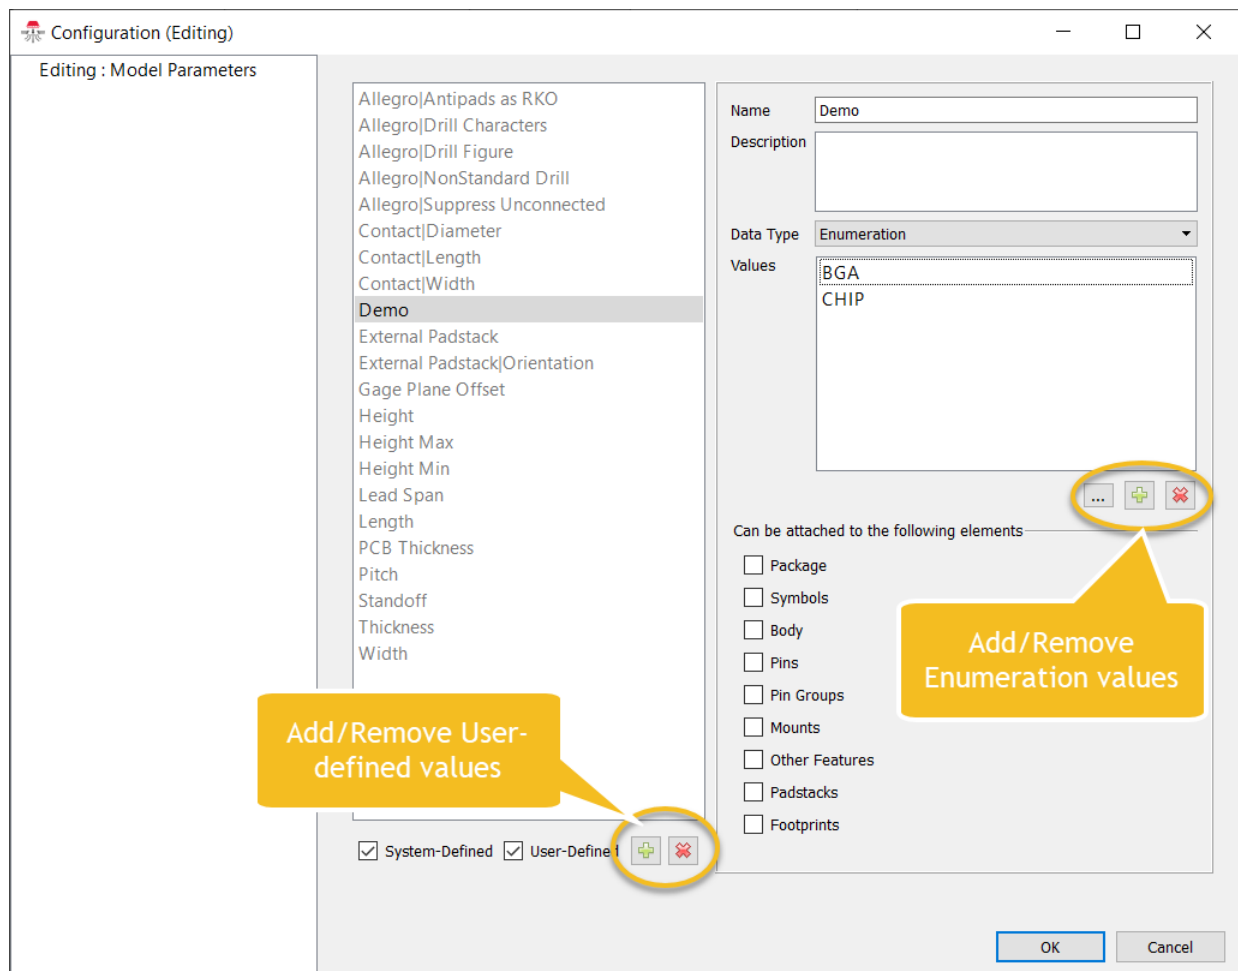 Configuration (Editing)
Editing : Model Parameters
Allegro|Antipads as RKO
Allegro|Drill Characters
Allegro|Drill Figure
Allegro|NonStandard Drill
Allegro|Suppress Unconnected
Contact|Diameter
Contact|Length
Contact|Width
Demo
External Padstack
External Padstack|Orientation
Gage Plane Offset
Height
Height Max
Height Min
Lead Span
Length
PCB Thickness
Pitch
Standoff
Thickness
Width
Add/Remove User-
defined values
System-Defined
User-Defined
Name
Demo
Description
Data Type
Enumeration
Values
BGA
CHIP
...
Can be attached to the following elements
Package
Symbols
Body
Pins
Pin Groups
Mounts
Other Features
Padstacks
Footprints
Add/Remove
Enumeration values
OK
Cancel